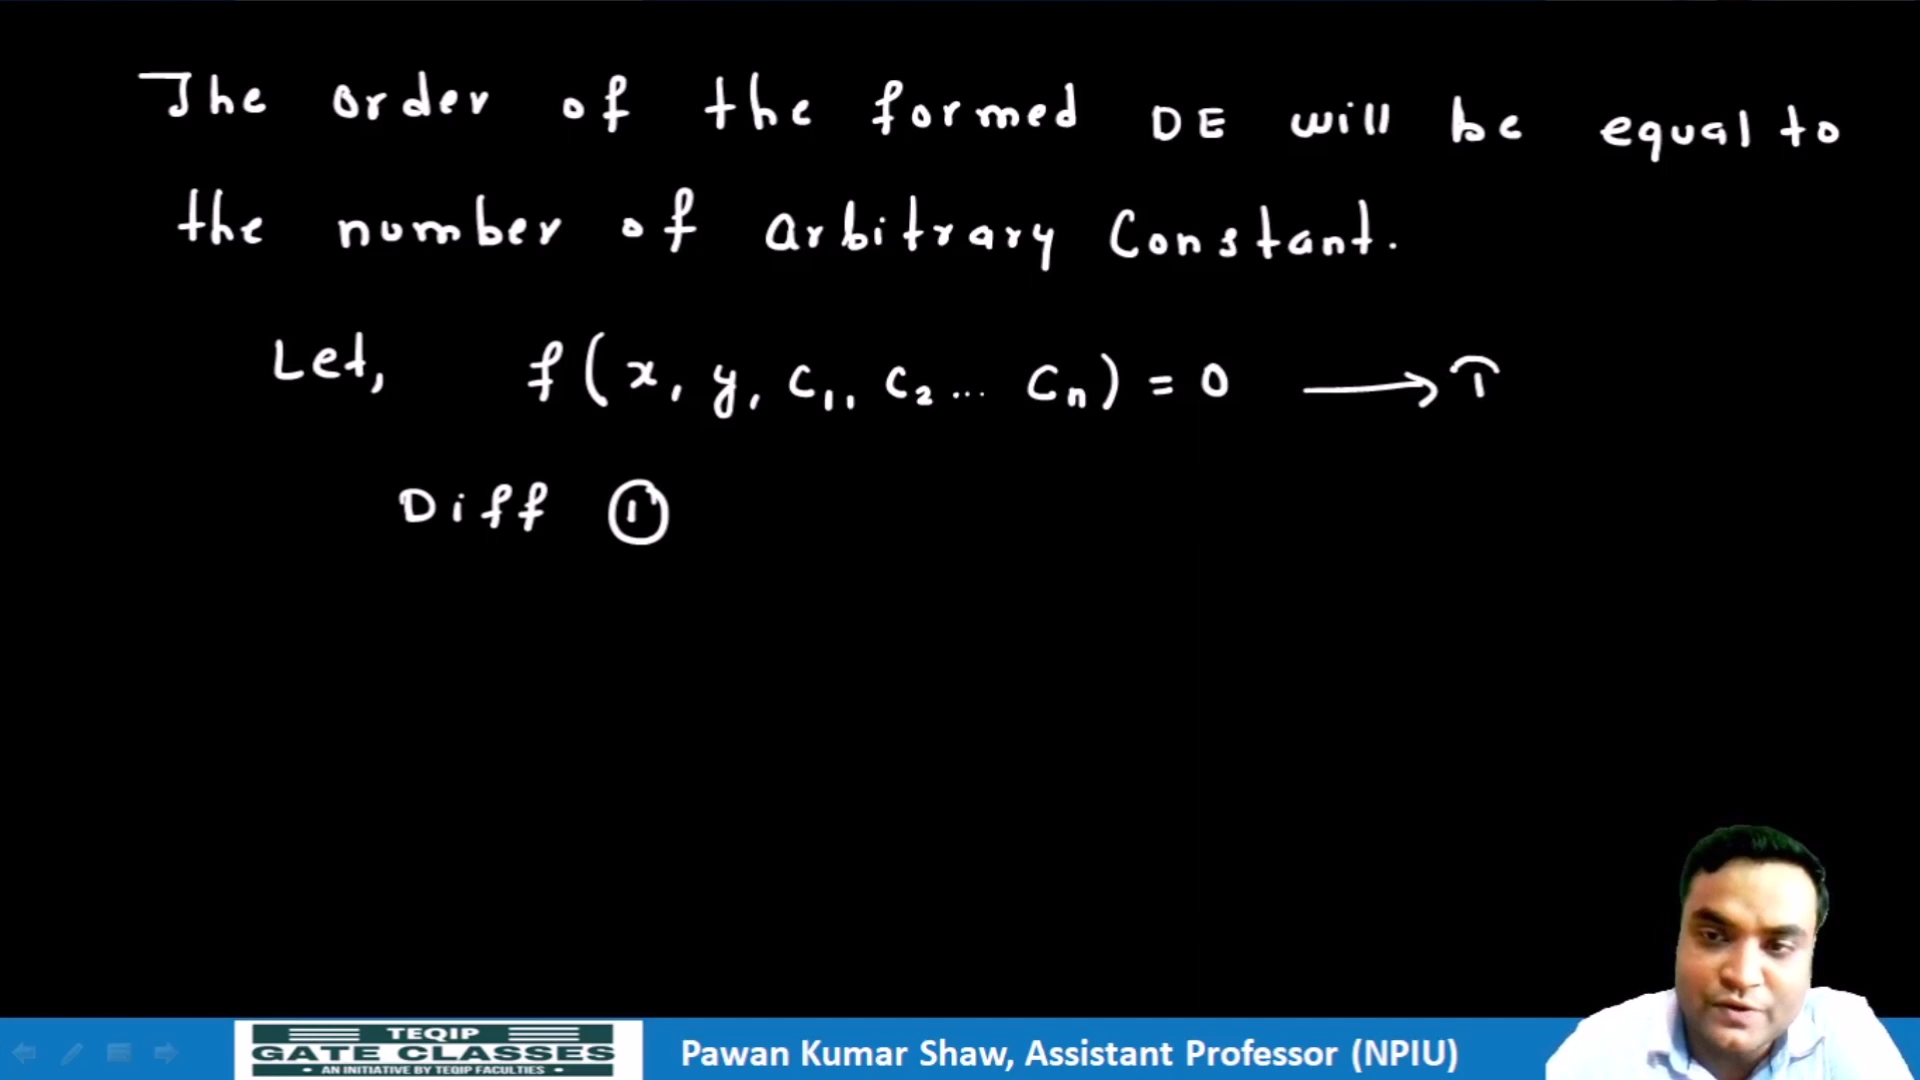 The order of the formed DE will be equal to
the number of arbitrary Constant.
Let, f(x, y, c₁, c₂ ... cₙ) = 0 ⟶
Diff ①
TEQIP
GATE CLASSES
• AN INITIATIVE BY TEQIP FACULTIES •
Pawan Kumar Shaw, Assistant Professor (NPIU)